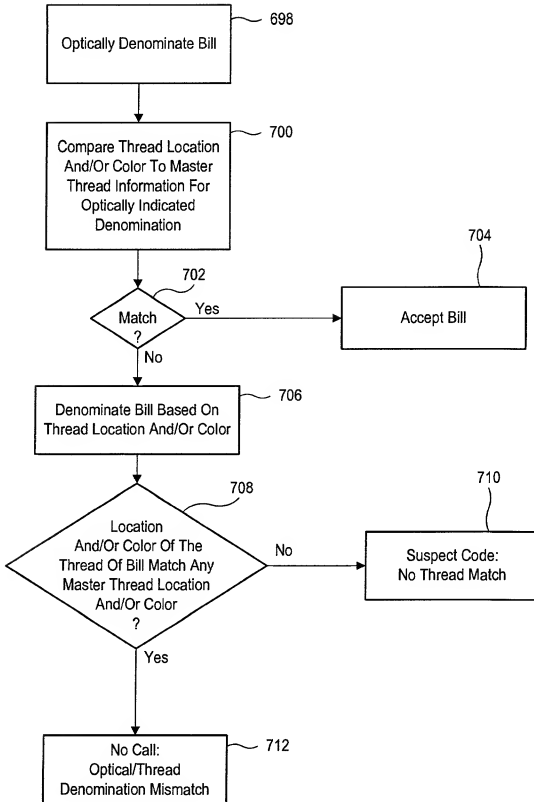 Optically Denominate Bill
698
Compare Thread Location
And/Or Color To Master
Thread Information For
Optically Indicated
Denomination
700
702
Match
?
Yes
No
704
Accept Bill
Denominate Bill Based On
Thread Location And/Or Color
706
708
Location
And/Or Color Of The
Thread Of Bill Match Any
Master Thread Location
And/Or Color
?
No
Yes
710
Suspect Code:
No Thread Match
No Call:
Optical/Thread
Denomination Mismatch
712